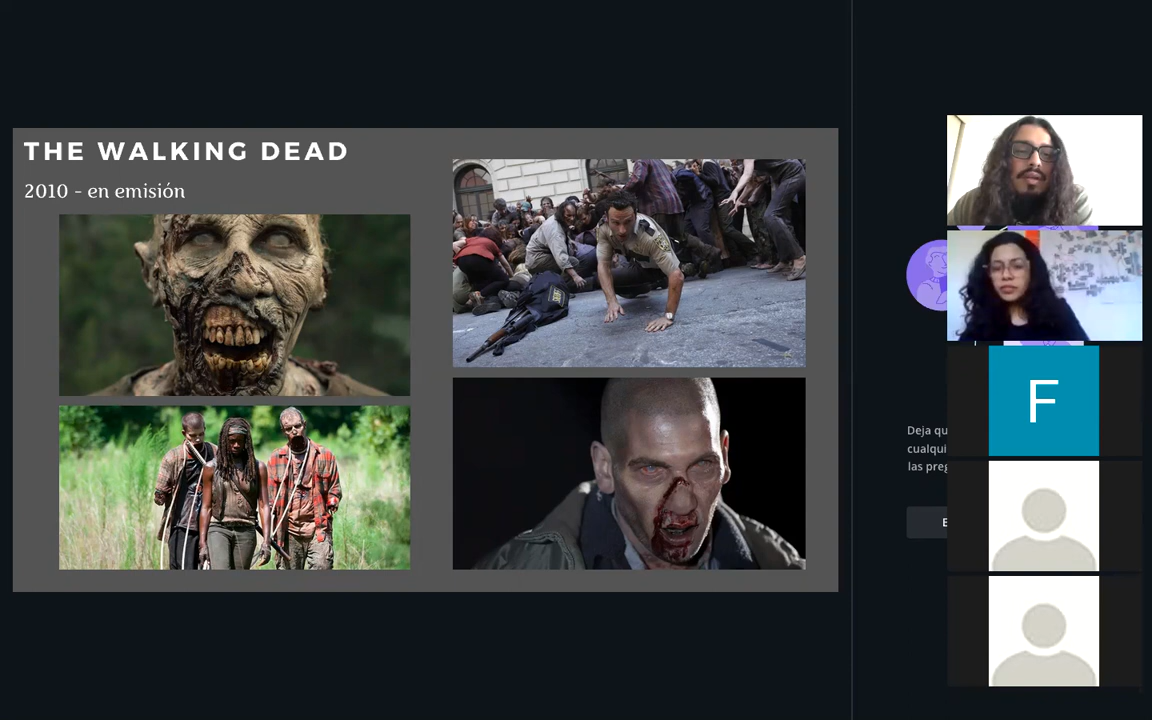 THE WALKING DEAD
2010 - en emisión
F
Deja qu
cualqui
las preg